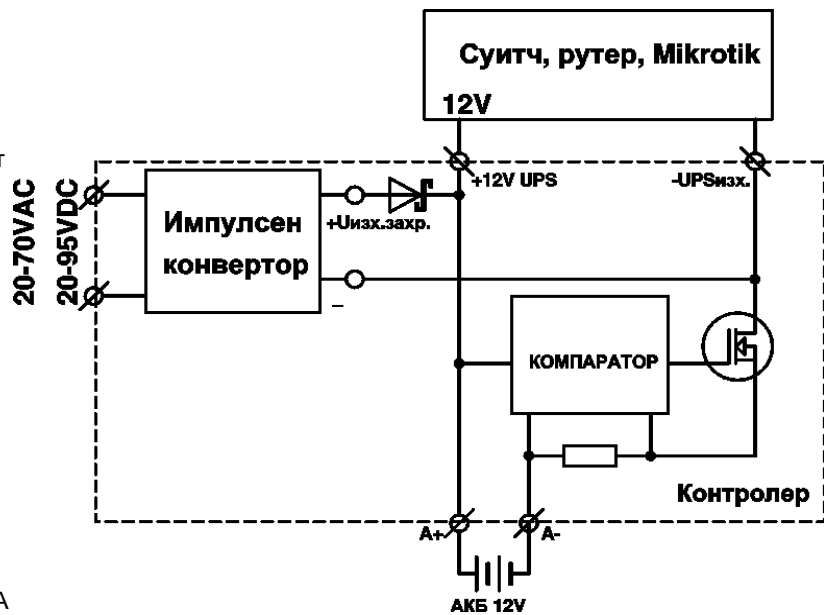 Суитч, рутер, Mikrotik
12V
т
+12V UPS
-UPSизх.
20-70VAC
20-95VDC
Импулсен
конвертор
+Uизх.захр.
–
КОМПАРАТОР
Контролер
A+
A-
АКБ 12V
А